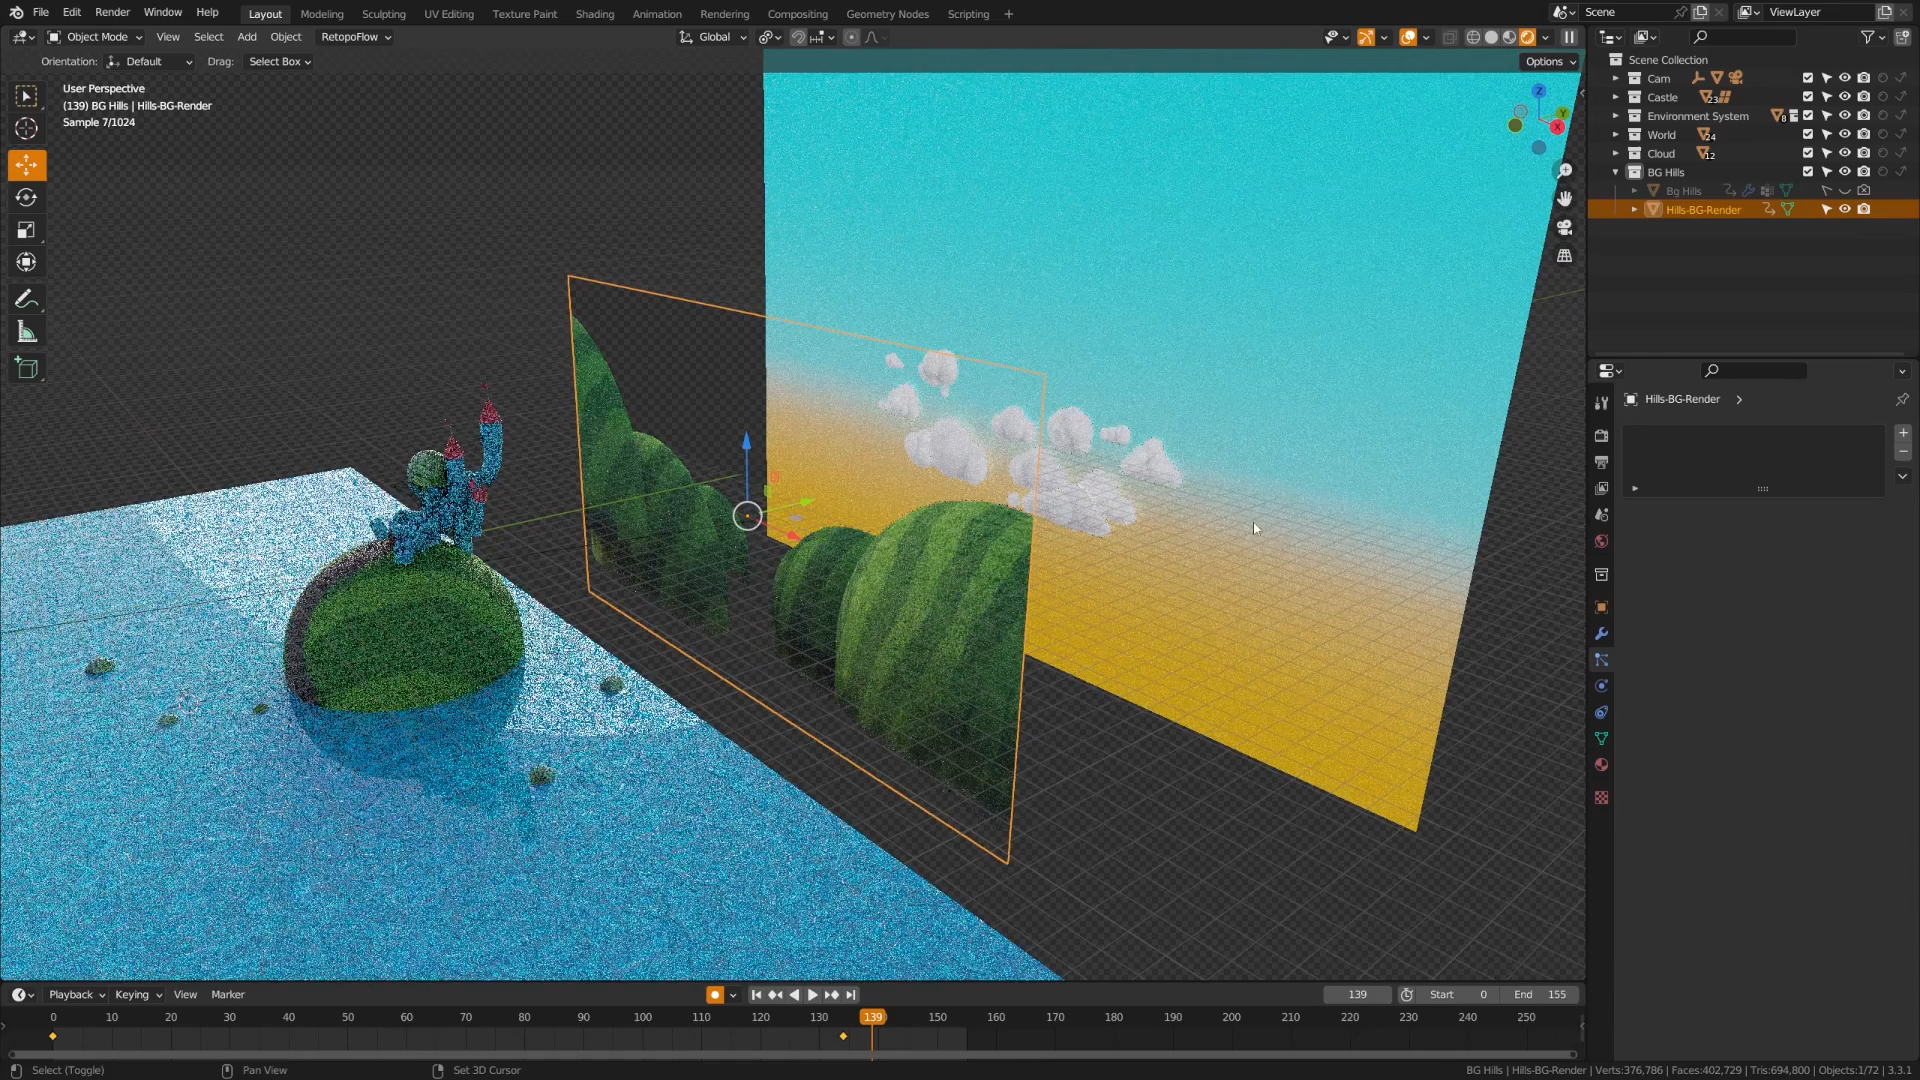 File Edit Render Window Help Layout Modeling Sculpting UV Editing Texture Paint Shading Animation Rendering Compositing Geometry Nodes Scripting + Scene ViewLayer
Object Mode View Select Add Object RetopoFlow Global
Orientation: Default Drag: Select Box Options
User Perspective
(139) BG Hills | Hills-BG-Render
Sample 7/1024
Z
Y
X
Scene Collection
Cam
Castle 23
Environment System 8
World 24
Cloud 12
BG Hills
Bg Hills
Hills-BG-Render
Hills-BG-Render
Playback Keying View Marker 139 Start 0 End 155
0 10 20 30 40 50 60 70 80 90 100 110 120 130 139 150 160 170 180 190 200 210 220 230 240 250
Select (Toggle) Pan View Set 3D Cursor BG Hills | Hills-BG-Render | Verts:376,786 | Faces:402,729 | Tris:694,800 | Objects:1/72 | 3.3.1